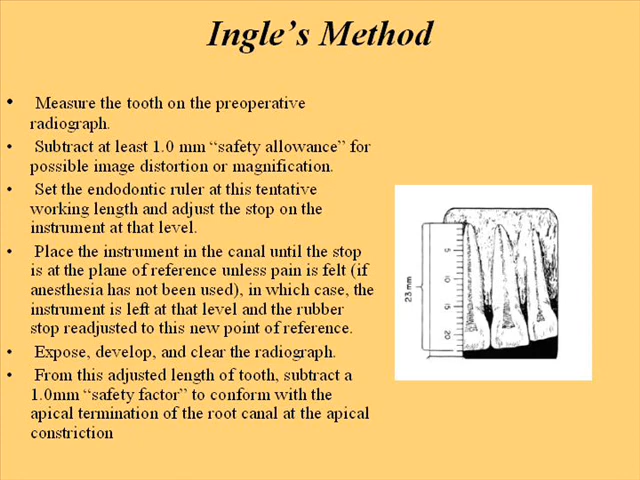 Ingle's Method
• Measure the tooth on the preoperative
radiograph.
• Subtract at least 1.0 mm “safety allowance” for
possible image distortion or magnification.
• Set the endodontic ruler at this tentative
working length and adjust the stop on the
instrument at that level.
• Place the instrument in the canal until the stop
is at the plane of reference unless pain is felt (if
anesthesia has not been used), in which case, the
instrument is left at that level and the rubber
stop readjusted to this new point of reference.
• Expose, develop, and clear the radiograph.
• From this adjusted length of tooth, subtract a
1.0mm “safety factor” to conform with the
apical termination of the root canal at the apical
constriction
23 mm
5
10
15
20